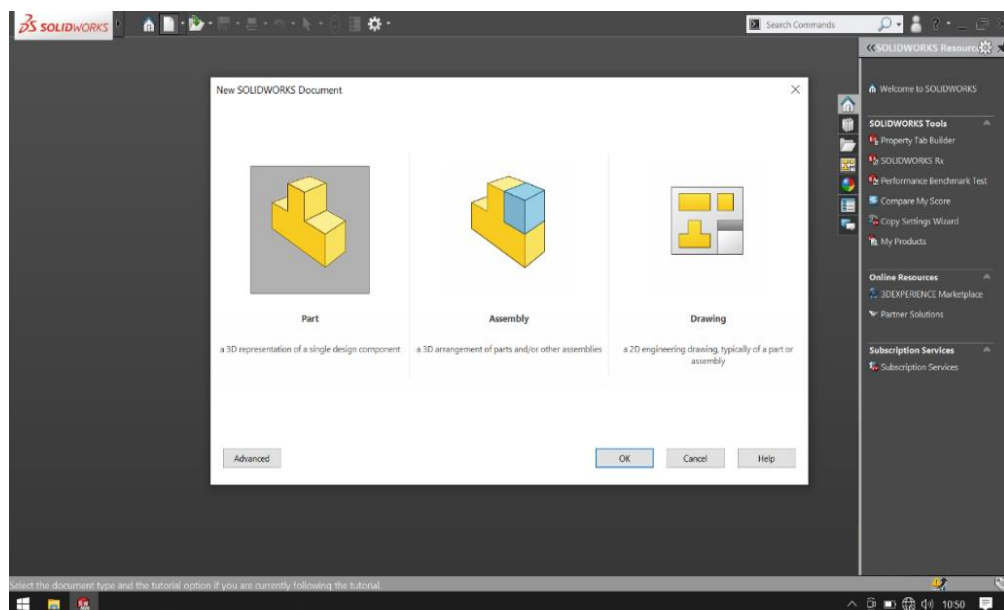 SOLIDWORKS
Search Commands
SOLIDWORKS Resourc
New SOLIDWORKS Document
Part
a 3D representation of a single design component
Assembly
a 3D arrangement of parts and/or other assemblies
Drawing
a 2D engineering drawing, typically of a part or
assembly
Advanced
OK
Cancel
Help
Welcome to SOLIDWORKS
SOLIDWORKS Tools
Property Tab Builder
SOLIDWORKS Rx
Performance Benchmark Test
Compare My Score
Copy Settings Wizard
My Products
Online Resources
3DEXPERIENCE Marketplace
Partner Solutions
Subscription Services
Subscription Services
Select the document type and the tutorial option if you are currently following the tutorial.
10:50